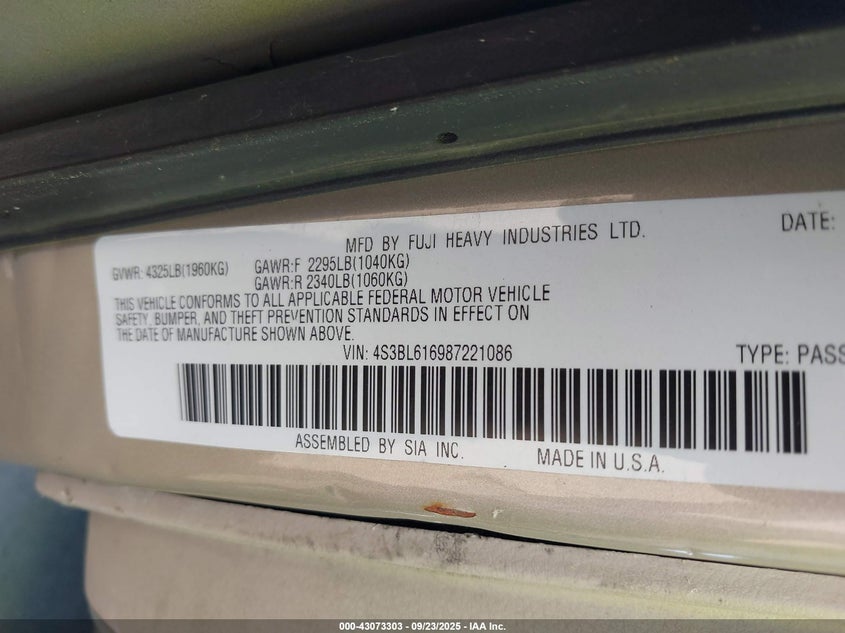 MFD BY FUJI HEAVY INDUSTRIES LTD. DATE:
GVWR: 4325LB(1960KG) GAWR:F 2295LB(1040KG)
GAWR:R 2340LB(1060KG)
THIS VEHICLE CONFORMS TO ALL APPLICABLE FEDERAL MOTOR VEHICLE
SAFETY, BUMPER, AND THEFT PREVENTION STANDARDS IN EFFECT ON
THE DATE OF MANUFACTURE SHOWN ABOVE.
VIN: 4S3BL616987221086 TYPE: PASS
ASSEMBLED BY SIA INC. MADE IN U.S.A.
000-43073303 - 09/23/2025 - IAA Inc.